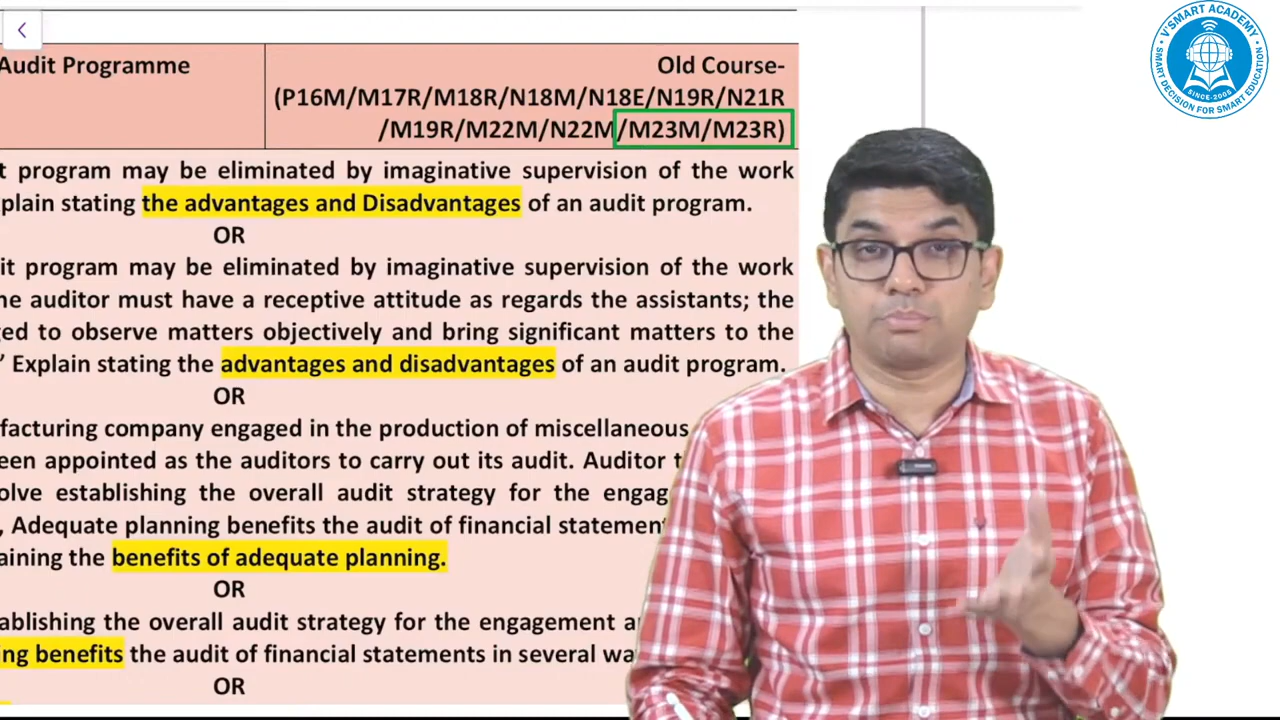 Audit Programme
Old Course-
(P16M/M17R/M18R/N18M/N18E/N19R/N21R
/M19R/M22M/N22M/M23M/M23R)
t program may be eliminated by imaginative supervision of the work
plain stating the advantages and Disadvantages of an audit program.
OR
it program may be eliminated by imaginative supervision of the work
ne auditor must have a receptive attitude as regards the assistants; the
ged to observe matters objectively and bring significant matters to the
” Explain stating the advantages and disadvantages of an audit program.
OR
facturing company engaged in the production of miscellaneous
een appointed as the auditors to carry out its audit. Auditor t
olve establishing the overall audit strategy for the engag
, Adequate planning benefits the audit of financial statement
aining the benefits of adequate planning.
OR
ablishing the overall audit strategy for the engagement a
ing benefits the audit of financial statements in several wa
OR
V'SMART ACADEMY
SINCE-2005
SMART DECISION FOR SMART EDUCATION